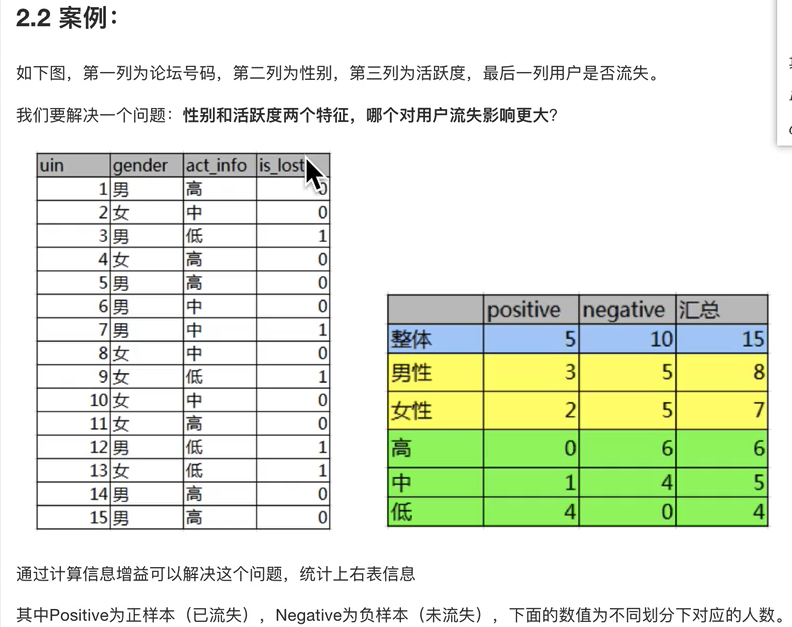 2.2 案例：
如下图，第一列为论坛号码，第二列为性别，第三列为活跃度，最后一列用户是否流失。
我们要解决一个问题：性别和活跃度两个特征，哪个对用户流失影响更大?
uin gender act_info is_lost
1 男 高 0
2 女 中 0
3 男 低 1
4 女 高 0
5 男 高 0
6 男 中 0
7 男 中 1
8 女 中 0
9 女 低 1
10 女 中 0
11 女 高 0
12 男 低 1
13 女 低 1
14 男 高 0
15 男 高 0
positive negative 汇总
整体 5 10 15
男性 3 5 8
女性 2 5 7
高 0 6 6
中 1 4 5
低 4 0 4
通过计算信息增益可以解决这个问题，统计上右表信息
其中Positive为正样本（已流失），Negative为负样本（未流失），下面的数值为不同划分下对应的人数。